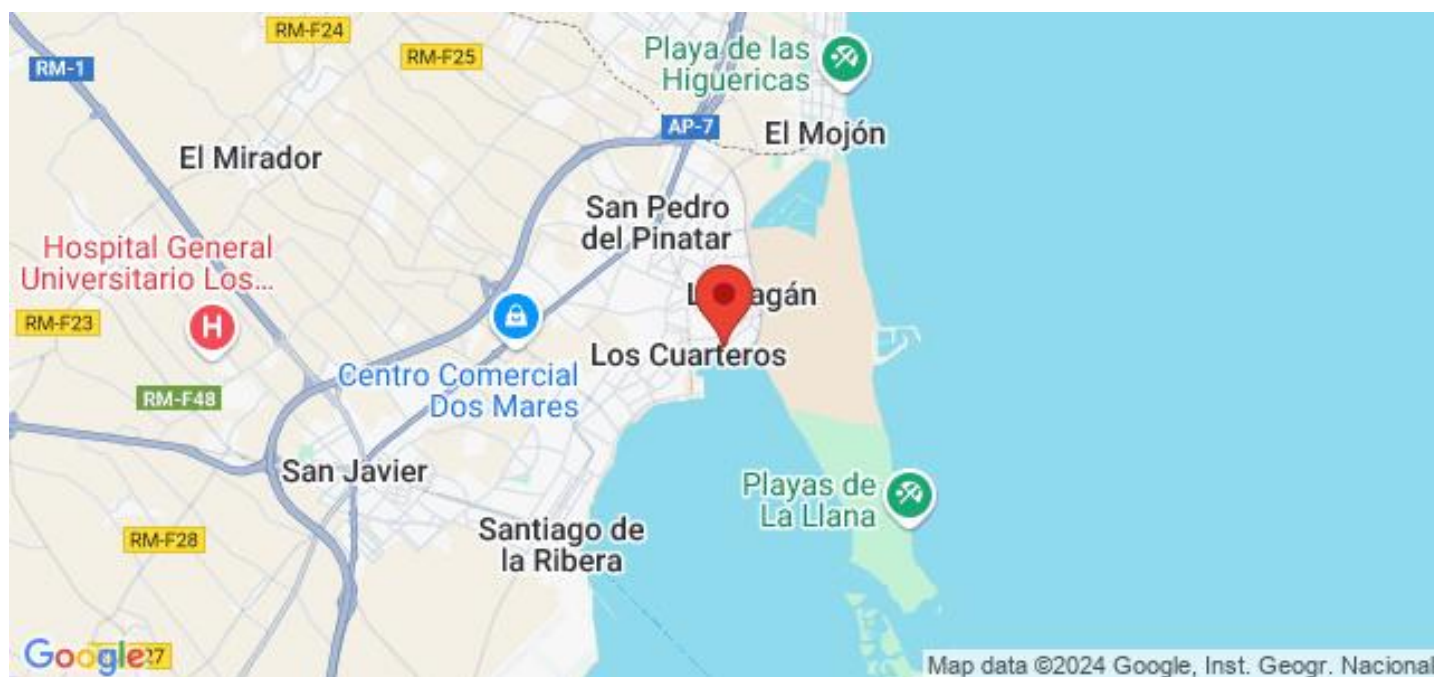 RM-F24
RM-F25
RM-1
Playa de las
Higuericas
AP-7
El Mojón
El Mirador
San Pedro
del Pinatar
Hospital General
Universitario Los...
H
RM-F23
agán
Los Cuarteros
Centro Comercial
Dos Mares
RM-F48
San Javier
Playas de
La Llana
RM-F28
Santiago de
la Ribera
Google
Map data ©2024 Google, Inst. Geogr. Nacional